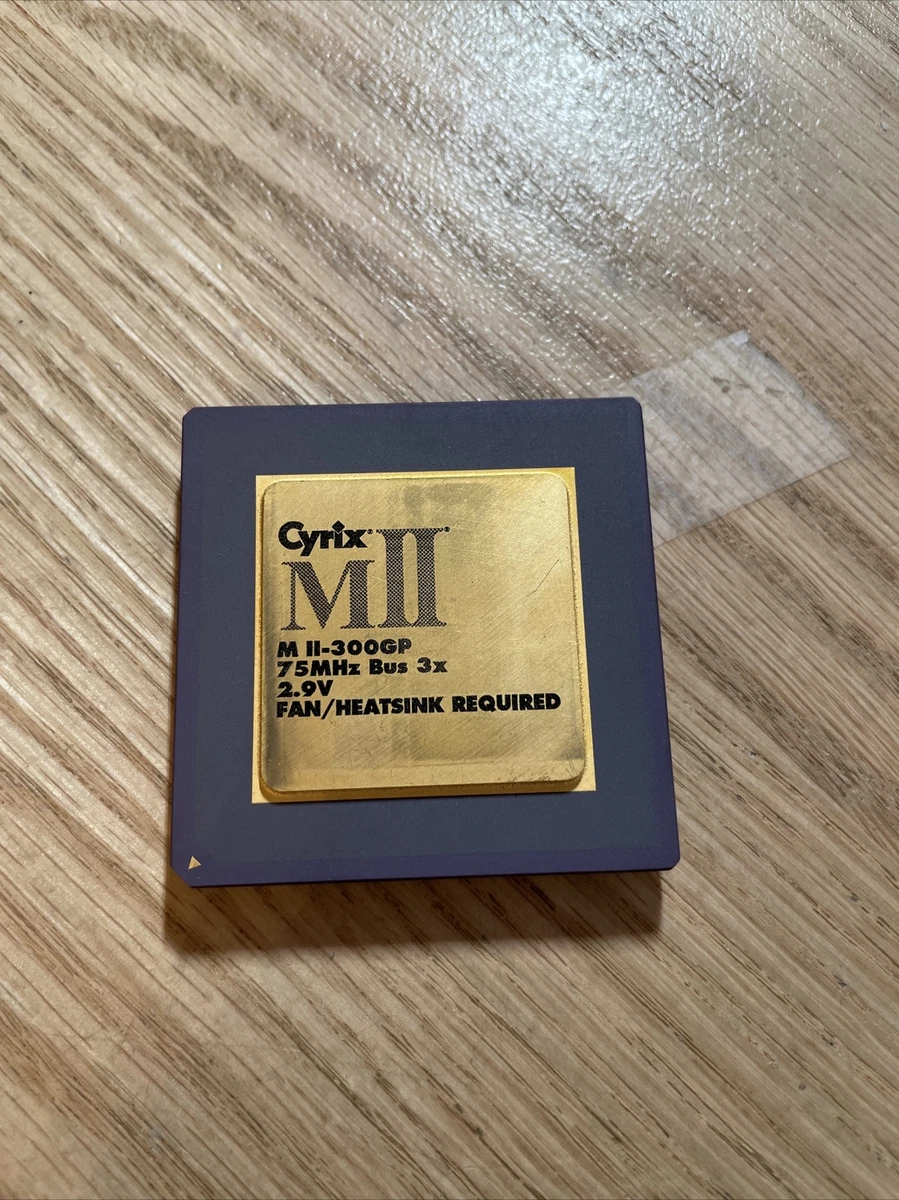 Cyrix®
MII®
M II-300GP
75MHz Bus 3x
2.9V
FAN/HEATSINK REQUIRED